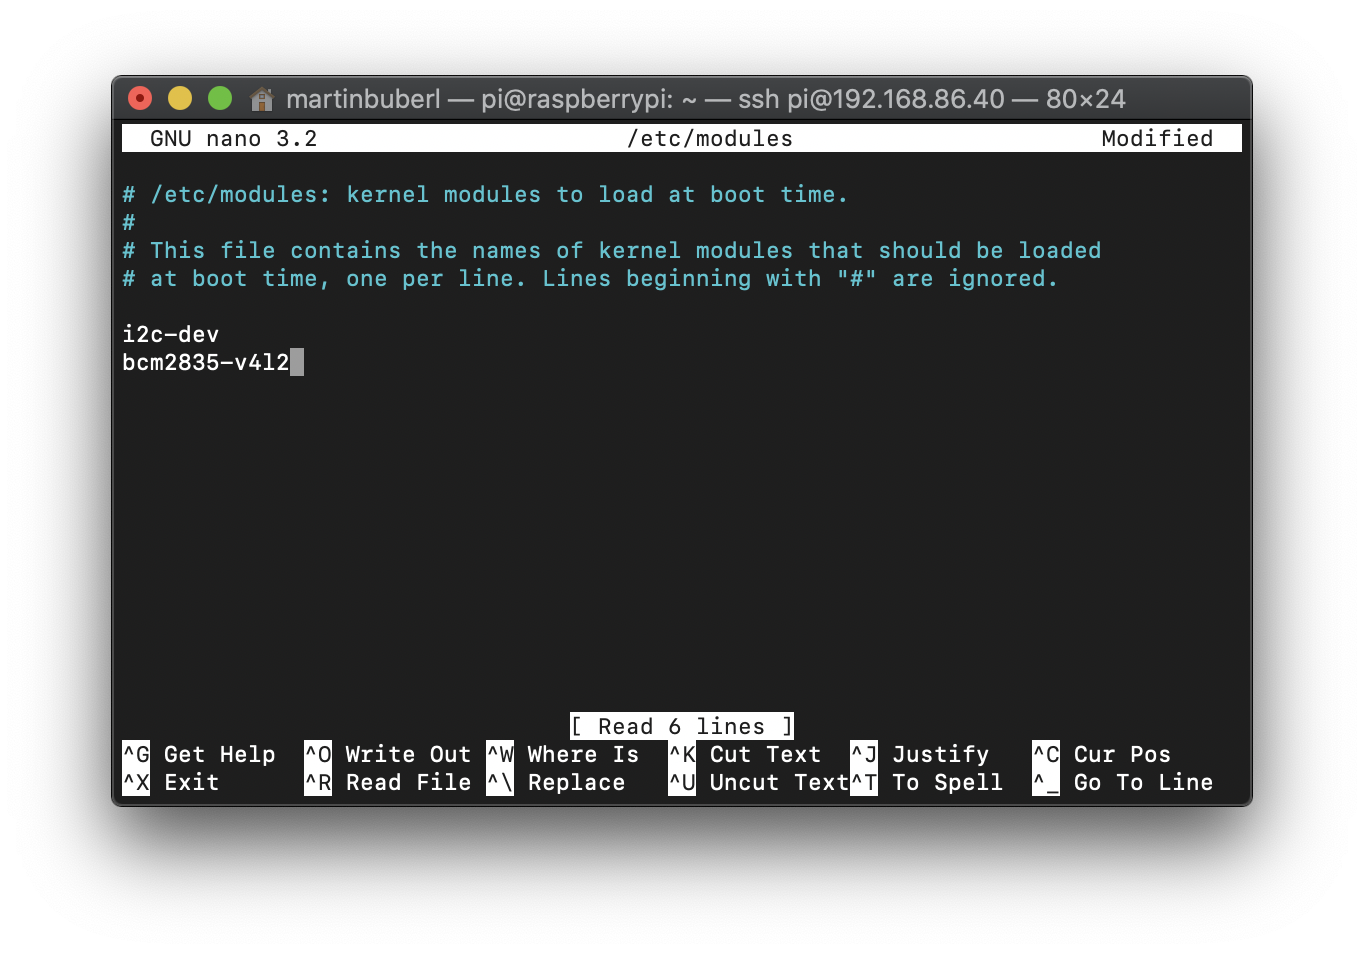 martinbuberl — pi@raspberrypi: ~ — ssh pi@192.168.86.40 — 80×24
GNU nano 3.2 /etc/modules Modified
# /etc/modules: kernel modules to load at boot time.
#
# This file contains the names of kernel modules that should be loaded
# at boot time, one per line. Lines beginning with "#" are ignored.
i2c-dev
bcm2835-v4l2
[ Read 6 lines ]
^G Get Help ^O Write Out ^W Where Is ^K Cut Text ^J Justify ^C Cur Pos
^X Exit ^R Read File ^\ Replace ^U Uncut Text ^T To Spell ^_ Go To Line